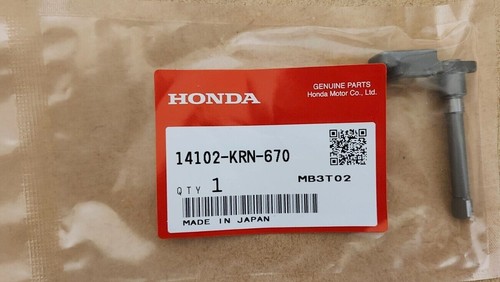 GENUINE PARTS
HONDA Honda Motor Co., Ltd.
14102-KRN-670
QTY 1 MB3T02
MADE IN JAPAN